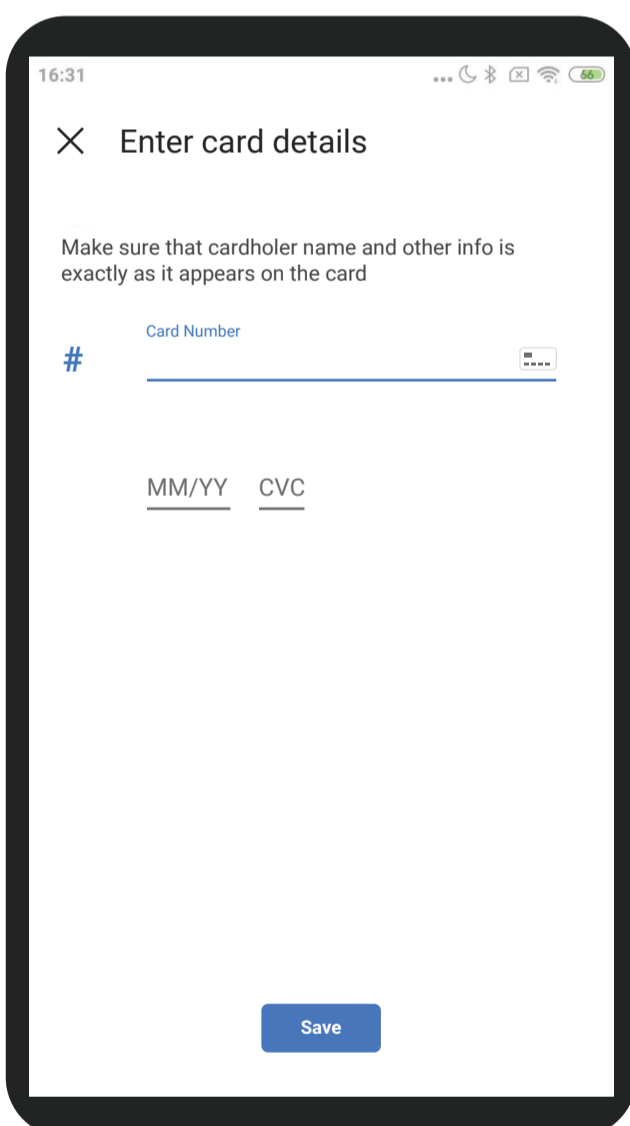 16:31
66
Enter card details
Make sure that cardholer name and other info is
exactly as it appears on the card
Card Number
#
MM/YY CVC
Save